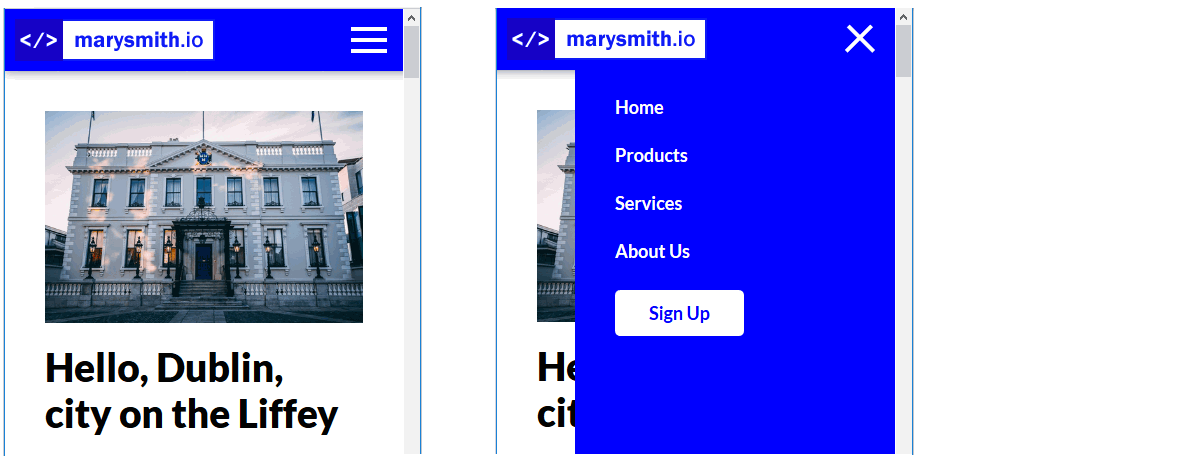 </> marysmith.io
Hello, Dublin,
city on the Liffey
</> marysmith.io
Home
Products
Services
About Us
Sign Up
He
cit